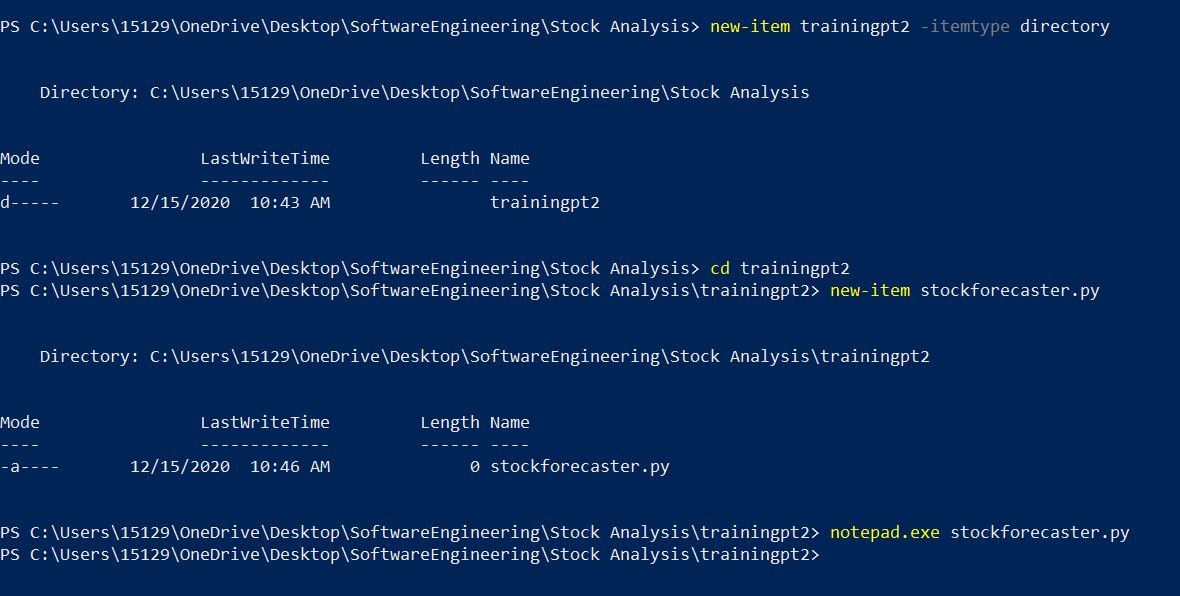 PS C:\Users\15129\OneDrive\Desktop\SoftwareEngineering\Stock Analysis> new-item trainingpt2 -itemtype directory
Directory: C:\Users\15129\OneDrive\Desktop\SoftwareEngineering\Stock Analysis
Mode                LastWriteTime         Length Name
----                -------------         ------ ----
d-----       12/15/2020  10:43 AM                trainingpt2
PS C:\Users\15129\OneDrive\Desktop\SoftwareEngineering\Stock Analysis> cd trainingpt2
PS C:\Users\15129\OneDrive\Desktop\SoftwareEngineering\Stock Analysis\trainingpt2> new-item stockforecaster.py
Directory: C:\Users\15129\OneDrive\Desktop\SoftwareEngineering\Stock Analysis\trainingpt2
Mode                LastWriteTime         Length Name
----                -------------         ------ ----
-a----       12/15/2020  10:46 AM              0 stockforecaster.py
PS C:\Users\15129\OneDrive\Desktop\SoftwareEngineering\Stock Analysis\trainingpt2> notepad.exe stockforecaster.py
PS C:\Users\15129\OneDrive\Desktop\SoftwareEngineering\Stock Analysis\trainingpt2>